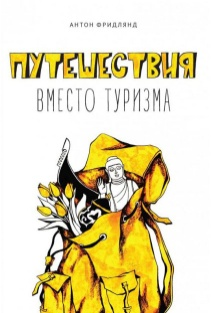 АНТОН ФРИДЛЯНД
ПУТЕШЕСТВИЯ
ВМЕСТО ТУРИЗМА